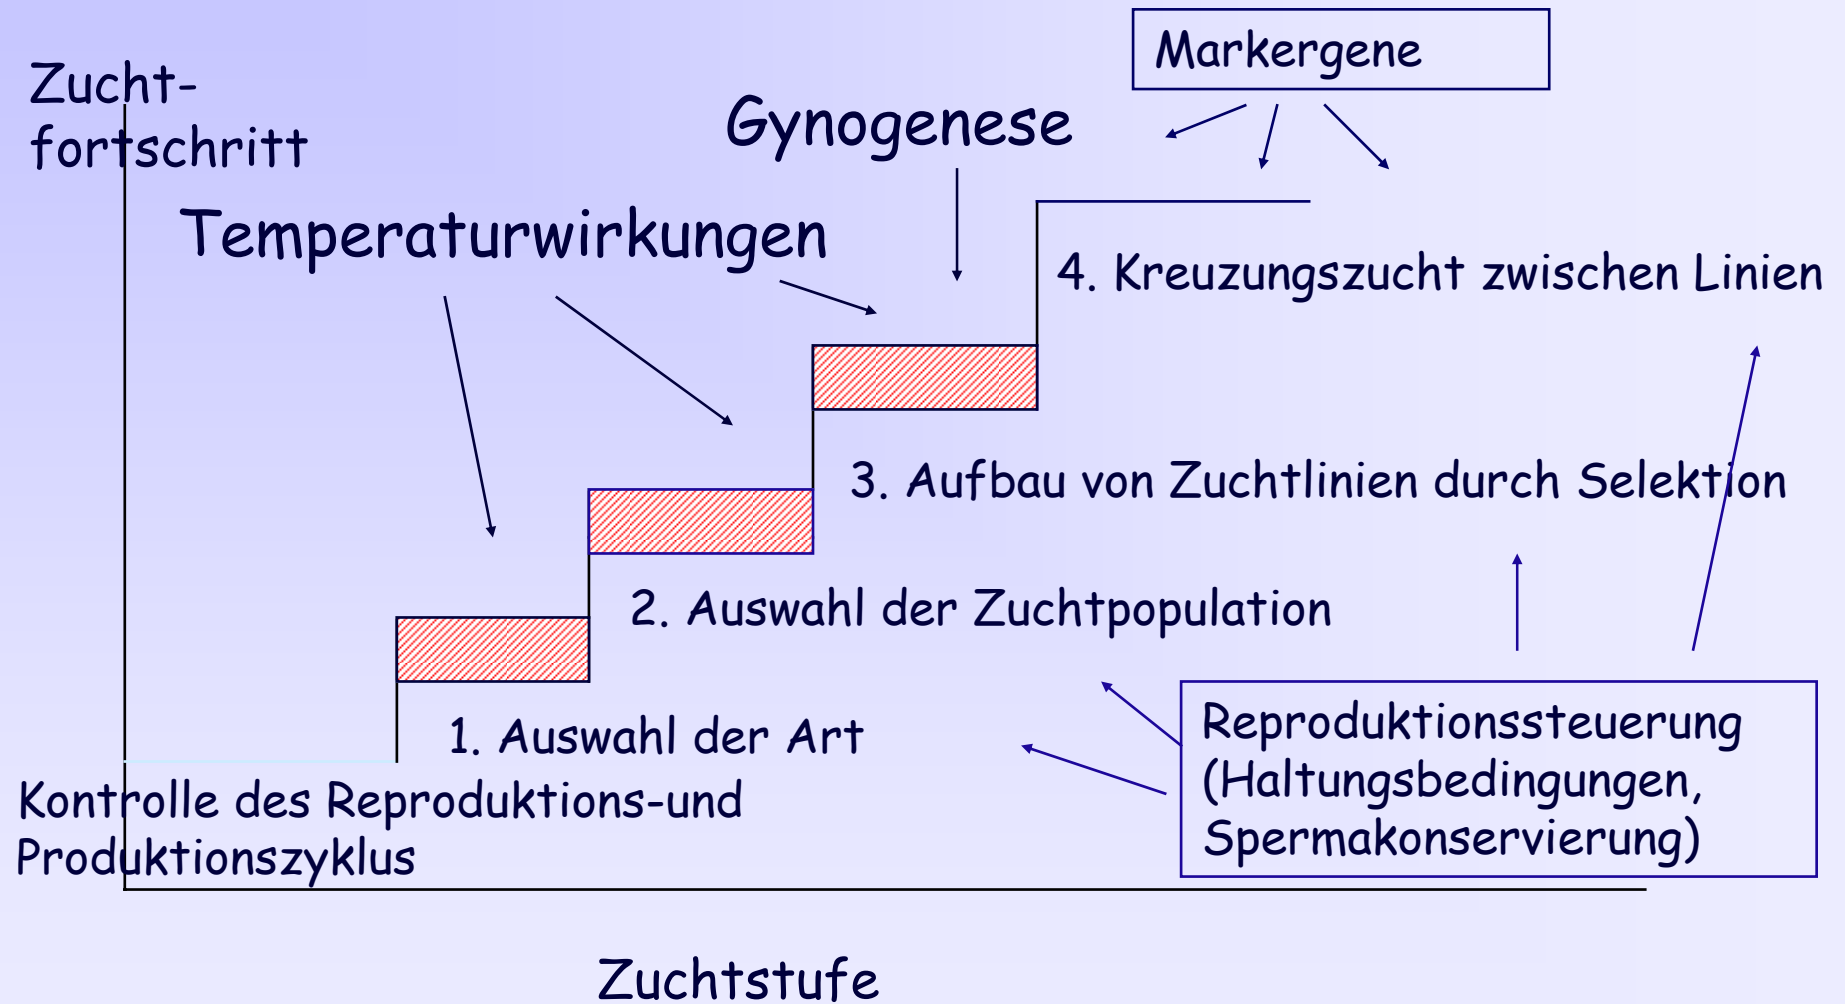 Markergene
Zucht-
fortschritt
Gynogenese
Temperaturwirkungen
4. Kreuzungszucht zwischen Linien
3. Aufbau von Zuchtlinien durch Selektion
2. Auswahl der Zuchtpopulation
1. Auswahl der Art
Reproduktionssteuerung
(Haltungsbedingungen,
Spermakonservierung)
Kontrolle des Reproduktions-und
Produktionszyklus
Zuchtstufe